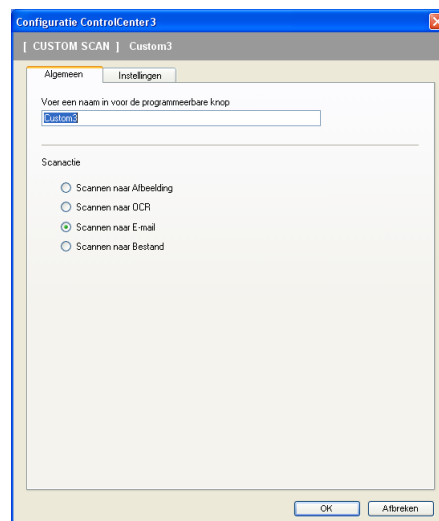 Configuratie ControlCenter3
[ CUSTOM SCAN ] Custom3
Algemeen Instellingen
Voer een naam in voor de programmeerbare knop
Custom3
Scanactie
Scannen naar Afbeelding
Scannen naar OCR
Scannen naar E-mail
Scannen naar Bestand
OK Afbreken